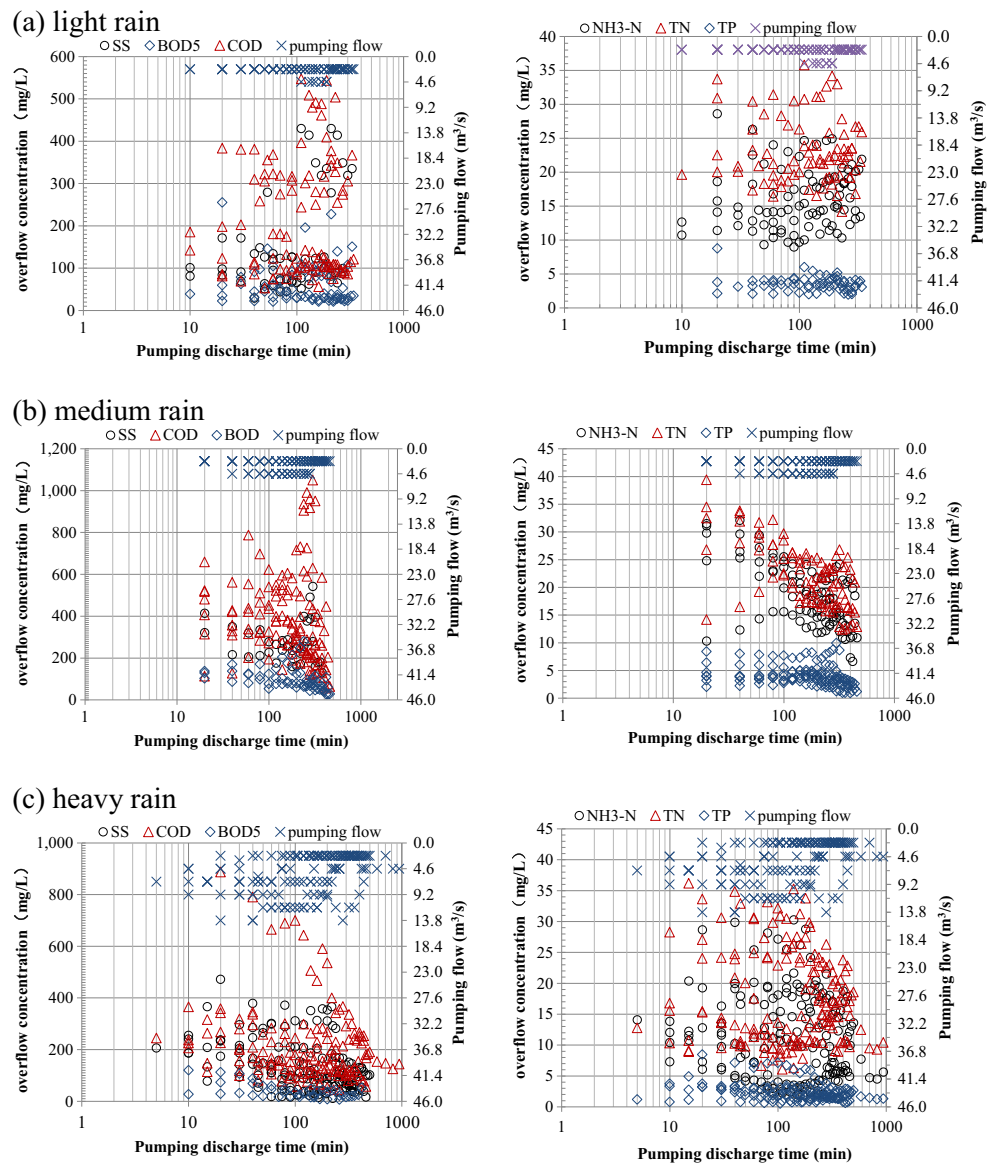 (a) light rain
SS BOD5 COD pumping flow
600 0.0
500 4.6
400 9.2
300 13.8
200 18.4
100 23.0
0 27.6
32.2
36.8
41.4
46.0
1 10 100 1000
overflow concentration（mg/L）
Pumping flow (m³/s)
Pumping discharge time (min)
NH3-N TN TP pumping flow
40 0.0
35 4.6
30 9.2
25 13.8
20 18.4
15 23.0
10 27.6
5 32.2
0 36.8
41.4
46.0
1 10 100 1000
overflow concentration（mg/L）
Pumping flow (m³/s)
Pumping discharge time (min)
(b) medium rain
SS COD BOD pumping flow
1,200 0.0
1,000 4.6
800 9.2
600 13.8
400 18.4
200 23.0
0 27.6
32.2
36.8
41.4
46.0
1 10 100 1000
overflow concentration（mg/L）
Pumping flow (m³/s)
Pumping discharge time (min)
NH3-N TN TP pumping flow
45 0.0
40 4.6
35 9.2
30 13.8
25 18.4
20 23.0
15 27.6
10 32.2
5 36.8
0 41.4
46.0
1 10 100 1000
overflow concentration（mg/L）
Pumping flow (m³/s)
Pumping discharge time (min)
(c) heavy rain
SS COD BOD5 pumping flow
1,000 0.0
800 4.6
600 9.2
400 13.8
200 18.4
0 23.0
27.6
32.2
36.8
41.4
46.0
1 10 100 1000
overflow concentration（mg/L）
Pumping flow (m³/s)
Pumping discharge time (min)
NH3-N TN TP pumping flow
45 0.0
40 4.6
35 9.2
30 13.8
25 18.4
20 23.0
15 27.6
10 32.2
5 36.8
0 41.4
46.0
1 10 100 1000
overflow concentration（mg/L）
Pumping flow (m³/s)
Pumping discharge time (min)